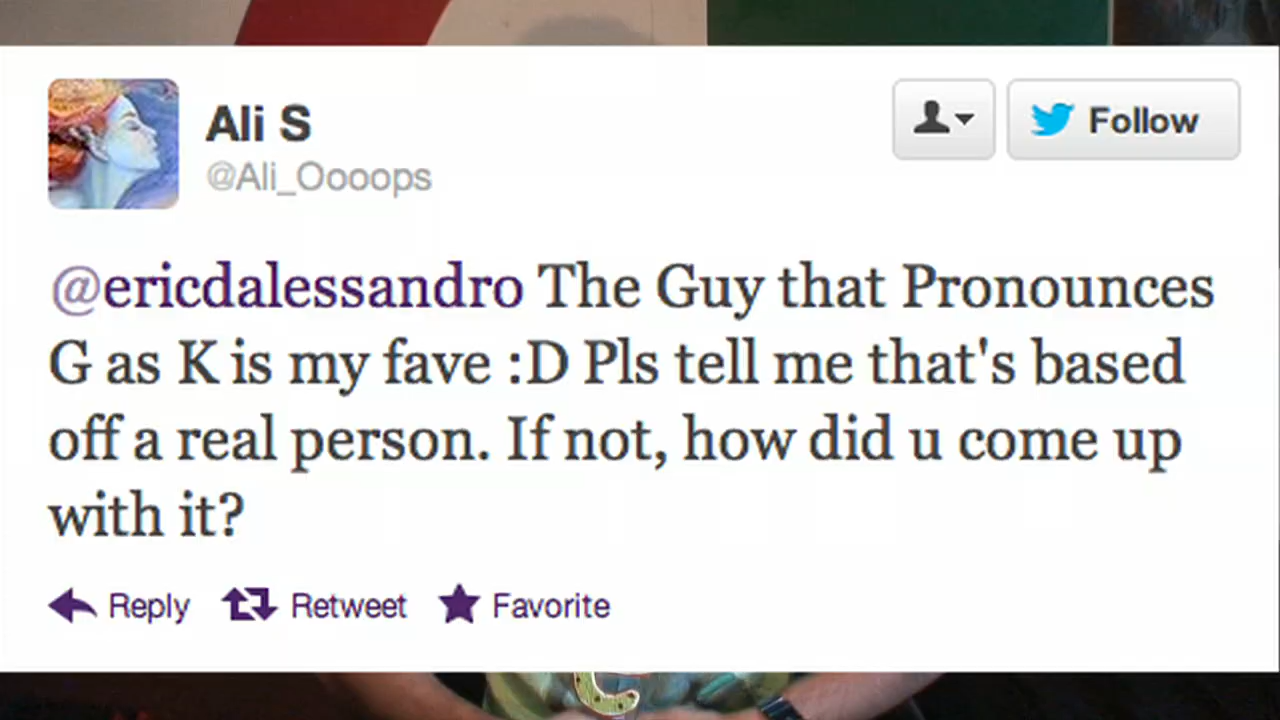 Ali S
@Ali_Oooops
Follow
@ericdalessandro The Guy that Pronounces
G as K is my fave :D Pls tell me that's based
off a real person. If not, how did u come up
with it?
Reply Retweet Favorite